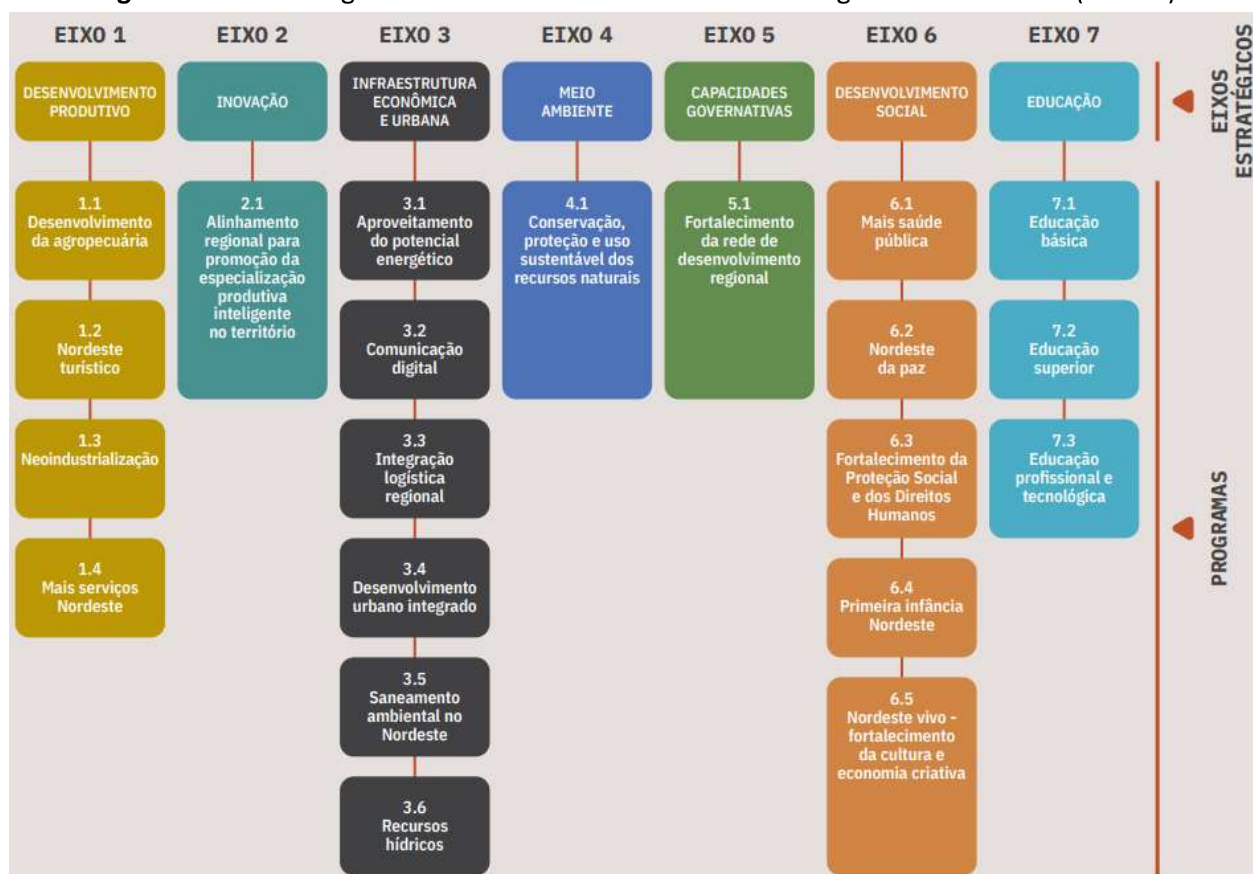 EIXO 1
EIXO 2
EIXO 3
EIXO 4
EIXO 5
EIXO 6
EIXO 7
DESENVOLVIMENTO
PRODUTIVO
INOVAÇÃO
INFRAESTRUTURA
ECONÔMICA
E URBANA
MEIO
AMBIENTE
CAPACIDADES
GOVERNATIVAS
DESENVOLVIMENTO
SOCIAL
EDUCAÇÃO
EIXOS
ESTRATÉGICOS
1.1
Desenvolvimento
da agropecuária
2.1
Alinhamento
regional para
promoção da
especialização
produtiva
inteligente
no território
3.1
Aproveitamento
do potencial
energético
4.1
Conservação,
proteção e uso
sustentável dos
recursos naturais
5.1
Fortalecimento
da rede de
desenvolvimento
regional
6.1
Mais saúde
pública
7.1
Educação
básica
1.2
Nordeste
turístico
3.2
Comunicação
digital
6.2
Nordeste
da paz
7.2
Educação
superior
1.3
Neoindustrialização
3.3
Integração
logística
regional
6.3
Fortalecimento da
Proteção Social
e dos Direitos
Humanos
7.3
Educação
profissional e
tecnológica
1.4
Mais serviços
Nordeste
3.4
Desenvolvimento
urbano integrado
6.4
Primeira infância
Nordeste
3.5
Saneamento
ambiental no
Nordeste
6.5
Nordeste vivo -
fortalecimento
da cultura e
economia criativa
3.6
Recursos
hídricos
PROGRAMAS